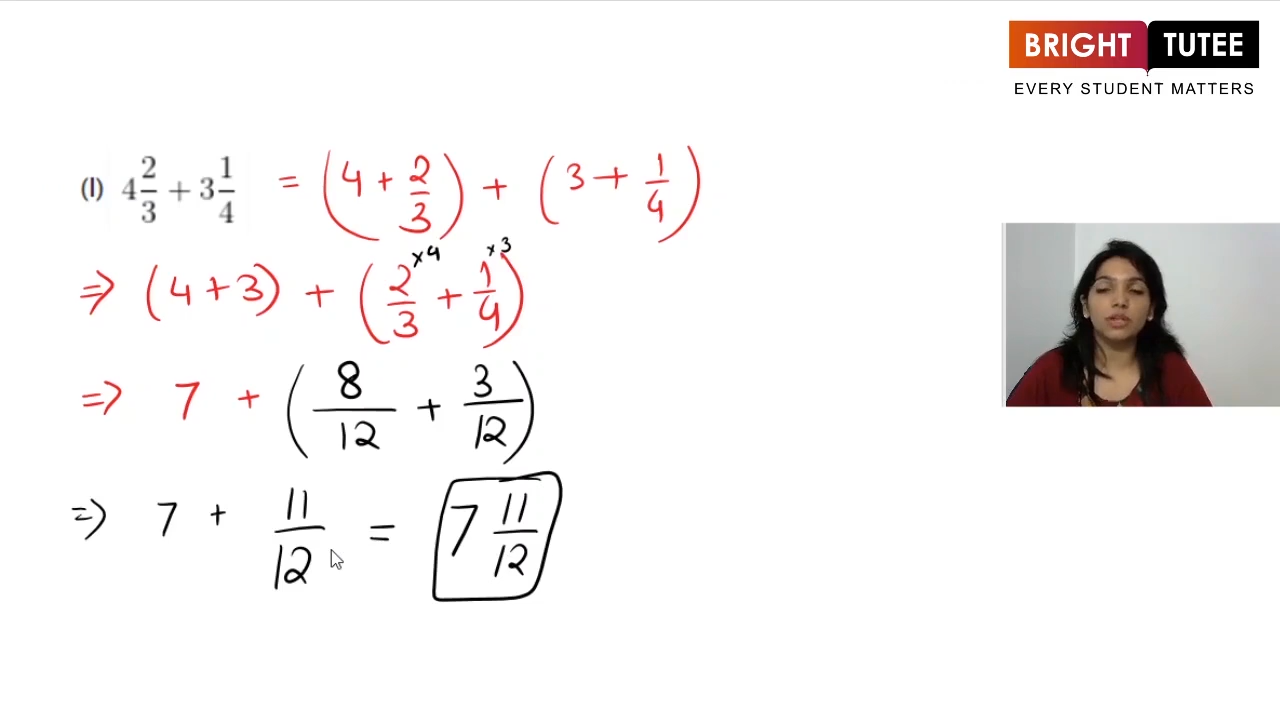 BRIGHT TUTEE
EVERY STUDENT MATTERS
(l) 4 2/3 + 3 1/4 = (4 + 2/3) + (3 + 1/4)
⇒ (4 + 3) + (2/3 ×4 + 1/4 ×3)
⇒ 7 + (8/12 + 3/12)
⇒ 7 + 11/12 = 7 11/12